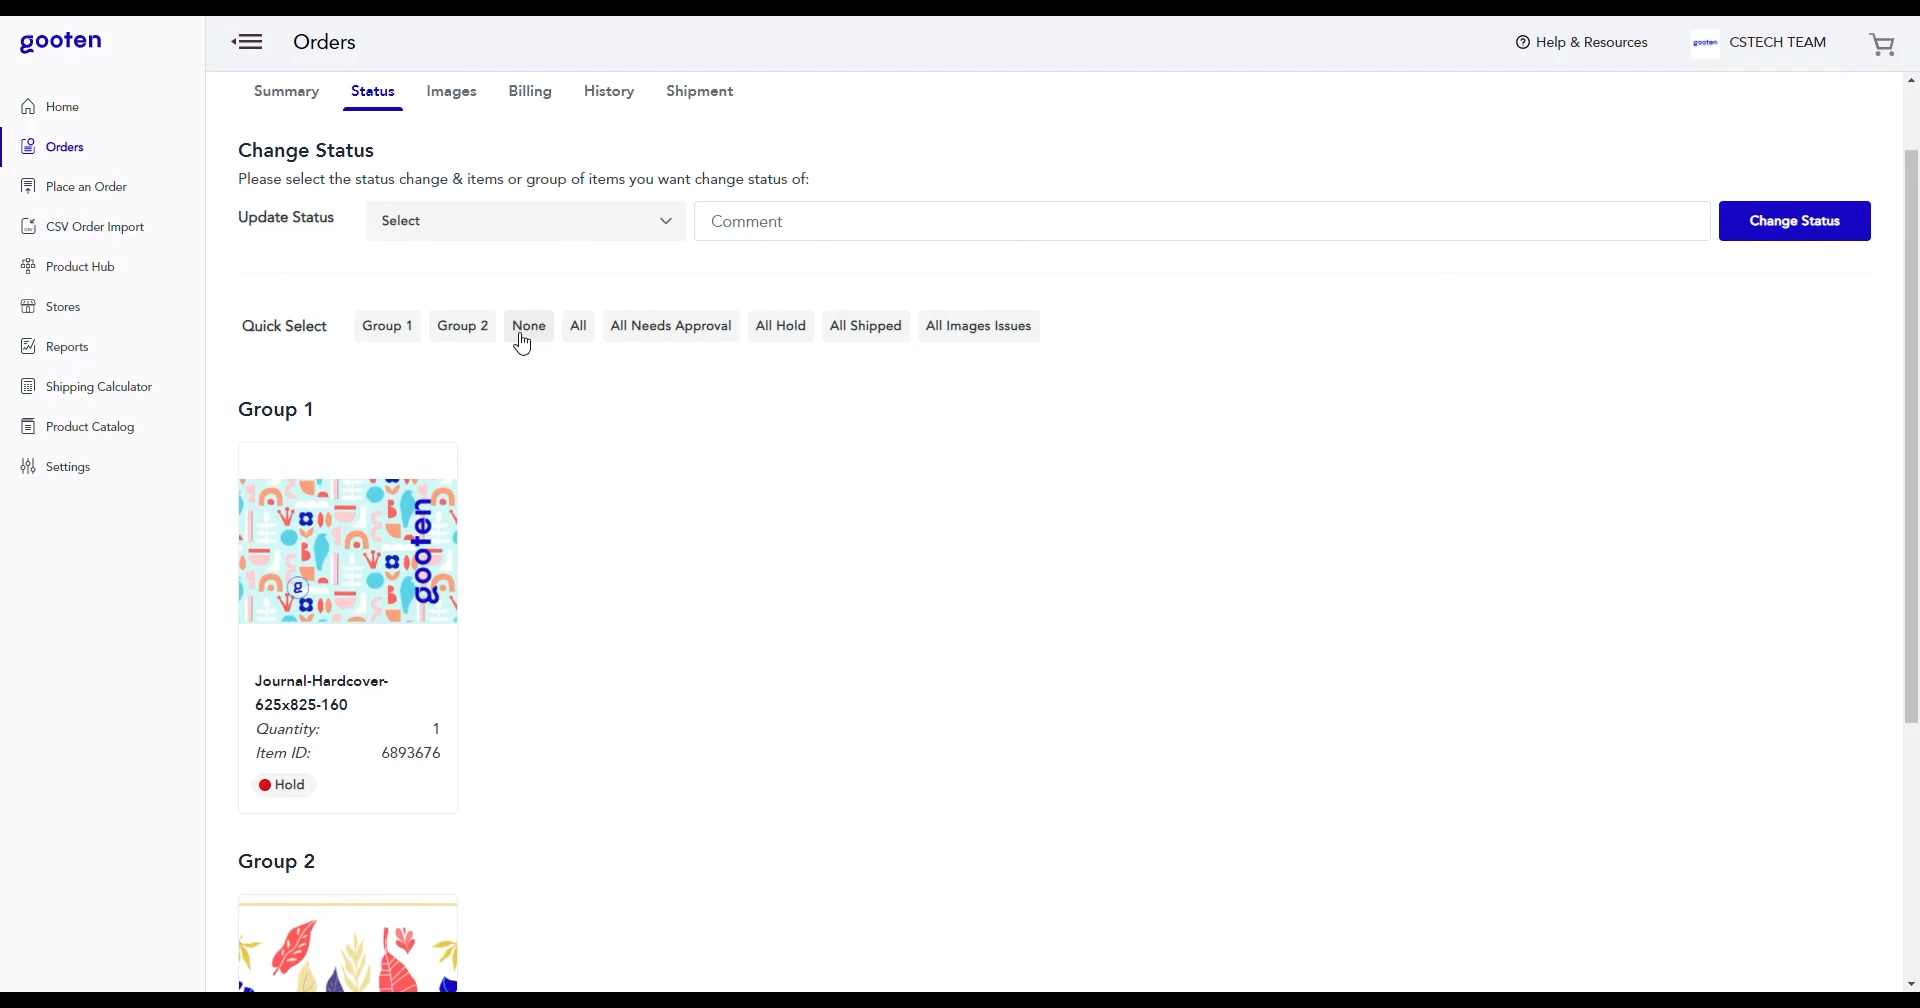 gooten
Orders
Help & Resources
gooten
CSTECH TEAM
Home
Orders
Place an Order
CSV Order Import
Product Hub
Stores
Reports
Shipping Calculator
Product Catalog
Settings
Summary
Status
Images
Billing
History
Shipment
Change Status
Please select the status change & items or group of items you want change status of:
Update Status
Select
Comment
Change Status
Quick Select
Group 1
Group 2
None
All
All Needs Approval
All Hold
All Shipped
All Images Issues
Group 1
gooten
g
Journal-Hardcover-
625x825-160
Quantity: 1
Item ID: 6893676
Hold
Group 2